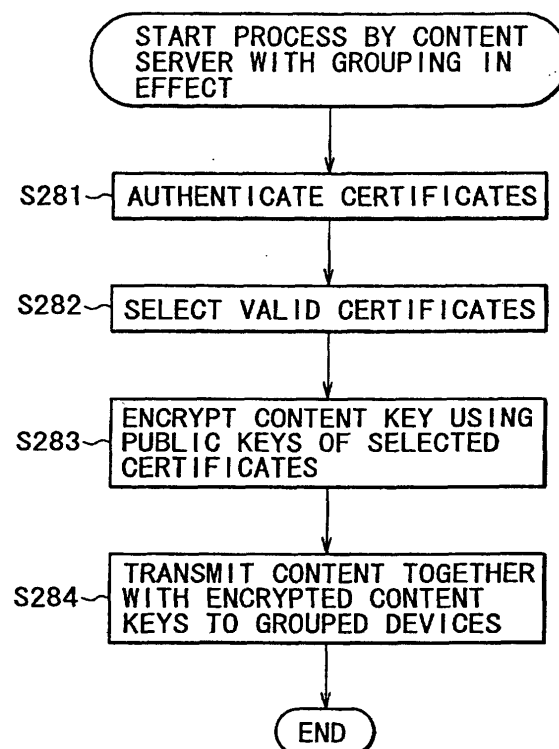 START PROCESS BY CONTENT
SERVER WITH GROUPING IN
EFFECT
S281
AUTHENTICATE CERTIFICATES
S282
SELECT VALID CERTIFICATES
S283
ENCRYPT CONTENT KEY USING
PUBLIC KEYS OF SELECTED
CERTIFICATES
S284
TRANSMIT CONTENT TOGETHER
WITH ENCRYPTED CONTENT
KEYS TO GROUPED DEVICES
END